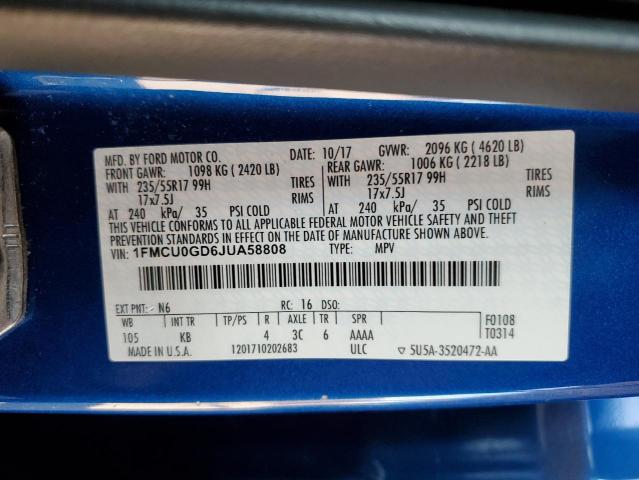 MFD. BY FORD MOTOR CO. DATE: 10/17 GVWR: 2096 KG ( 4620 LB)
FRONT GAWR: 1098 KG ( 2420 LB) REAR GAWR: 1006 KG ( 2218 LB)
WITH 235/55R17 99H TIRES WITH 235/55R17 99H TIRES
17x7.5J RIMS 17x7.5J RIMS
AT 240 kPa/ 35 PSI COLD AT 240 kPa/ 35 PSI COLD
THIS VEHICLE CONFORMS TO ALL APPLICABLE FEDERAL MOTOR VEHICLE SAFETY AND THEFT
PREVENTION STANDARDS IN EFFECT ON THE DATE OF MANUFACTURE SHOWN ABOVE.
VIN: 1FMCU0GD6JUA58808 TYPE: MPV
EXT PNT: N6 RC: 16 DSO: F0108
WB INT TR TP/PS R AXLE TR SPR T0314
105 KB 4 3C 6 AAAA
MADE IN U.S.A. 1201710202683 ULC ▽ 5U5A-3520472-AA